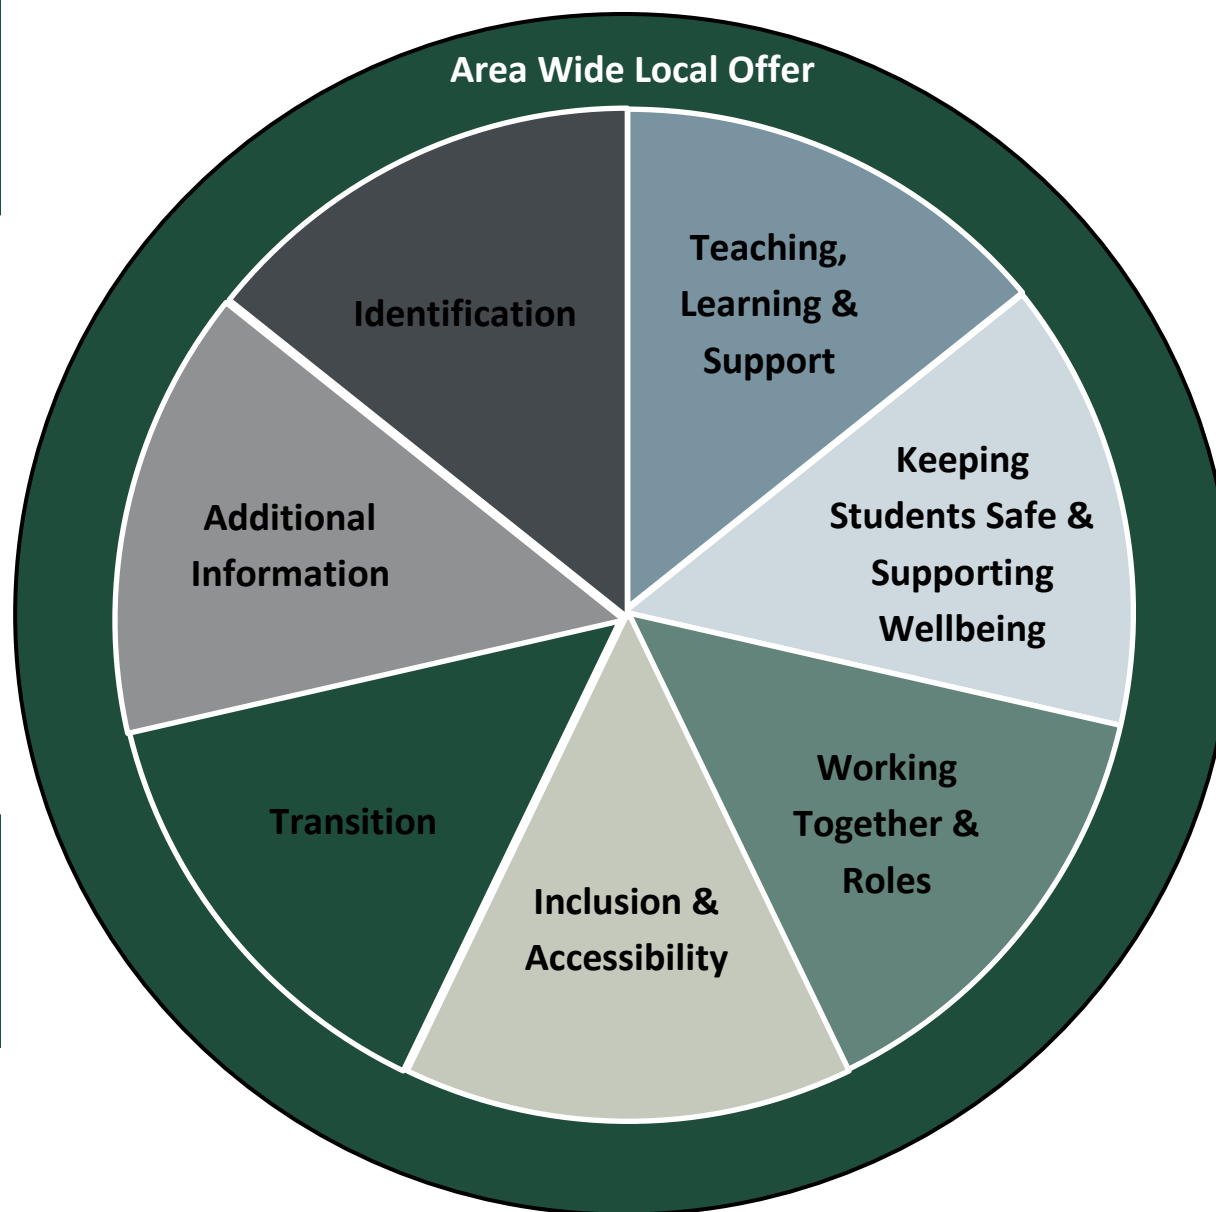 Area Wide Local Offer
Identification
Teaching,
Learning &
Support
Keeping
Students Safe &
Supporting
Wellbeing
Working
Together &
Roles
Inclusion &
Accessibility
Transition
Additional
Information